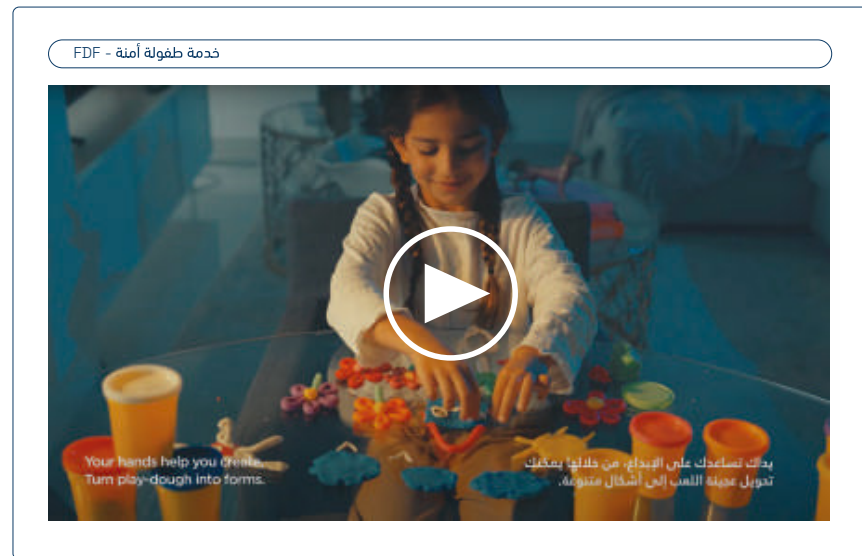 خدمة طفولة أمنة - FDF
Your hands help you create.
Turn play-dough into forms.
يداك تساعدك على الإبداع، من خلالها يمكنك
تحويل عجينة اللعب إلى أشكال متنوعة.